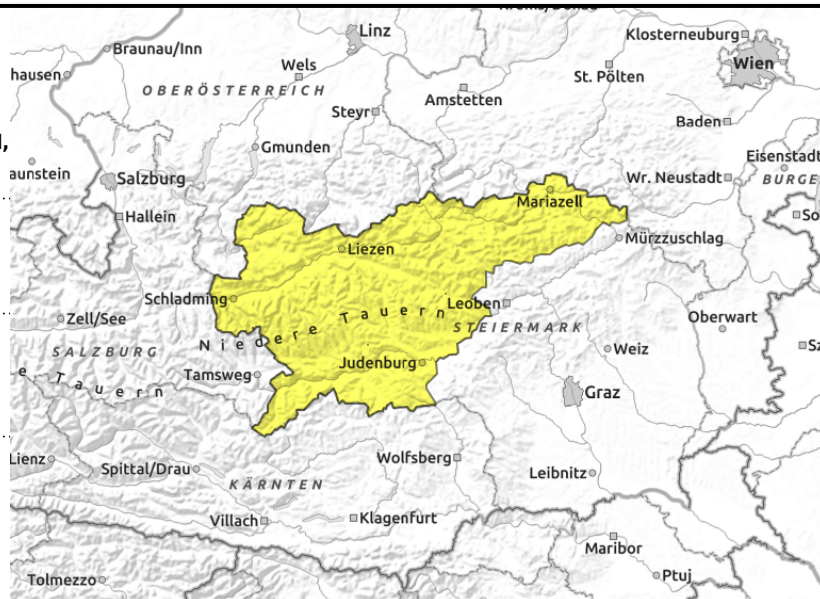 Linz
Braunau/Inn
Klosterneuburg
Wien
hausen
Wels
St. Pölten
OBERÖSTERREICH
Amstetten
Steyr
Baden
Gmunden
Eisenstadt
aunstein
Salzburg
Wr. Neustadt
BURGE
Mariazell
Hallein
So
Mürzzuschlag
Liezen
Schladming
Leoben
Zell/See
Niedere Tauern
STEIERMARK
Oberwart
SALZBURG
Weiz
Sz
Judenburg
e Tauern
Tamsweg
Graz
Lienz
Spittal/Drau
Wolfsberg
Leibnitz
KÄRNTEN
Villach
Klagenfurt
Maribor
Tolmezzo
Ptuj